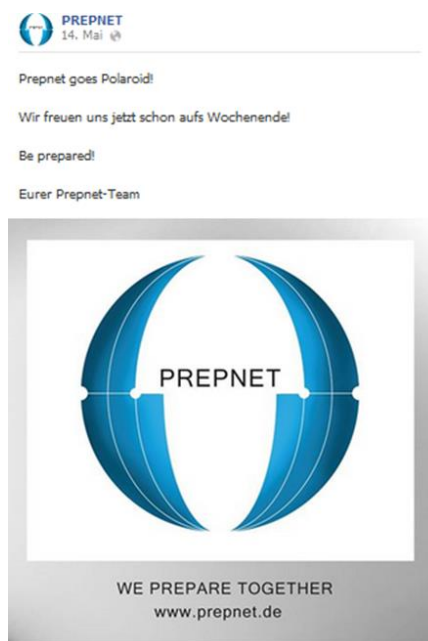 PREPNET
14. Mai
Prepnet goes Polaroid!
Wir freuen uns jetzt schon aufs Wochenende!
Be prepared!
Eurer Prepnet-Team
PREPNET
WE PREPARE TOGETHER
www.prepnet.de